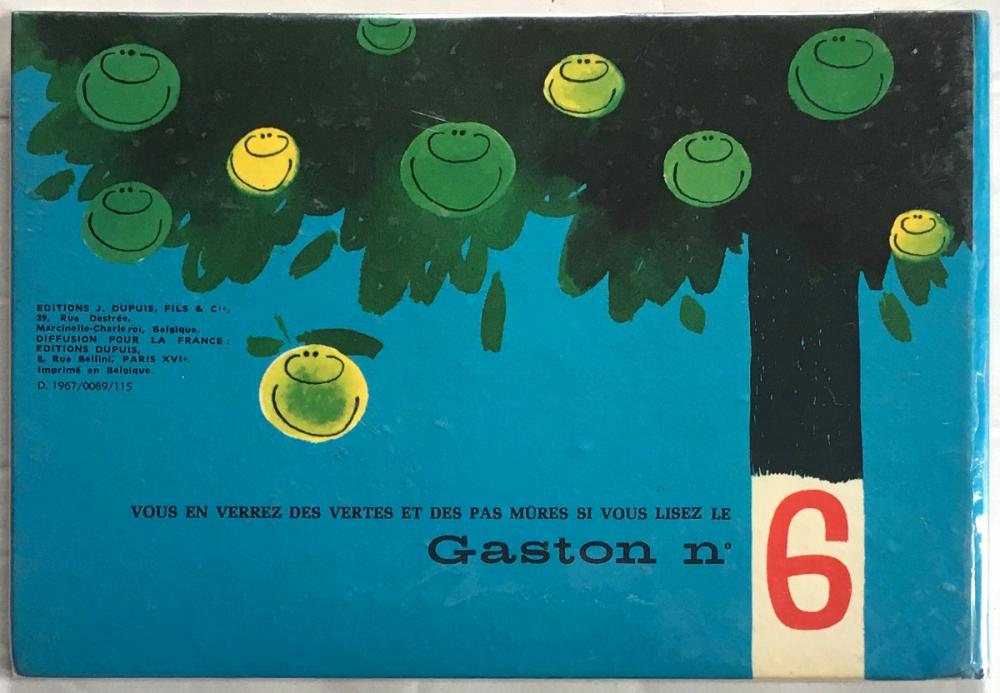 EDITIONS J. DUPUIS, FILS & Cie,
39, Rue Destrée,
Marcinelle-Charleroi, Belgique.
DIFFUSION POUR LA FRANCE :
EDITIONS DUPUIS,
8, Rue Bellini, PARIS XVIe.
Imprimé en Belgique.
D. 1967/0089/115
VOUS EN VERREZ DES VERTES ET DES PAS MÛRES SI VOUS LISEZ LE
Gaston nº
6